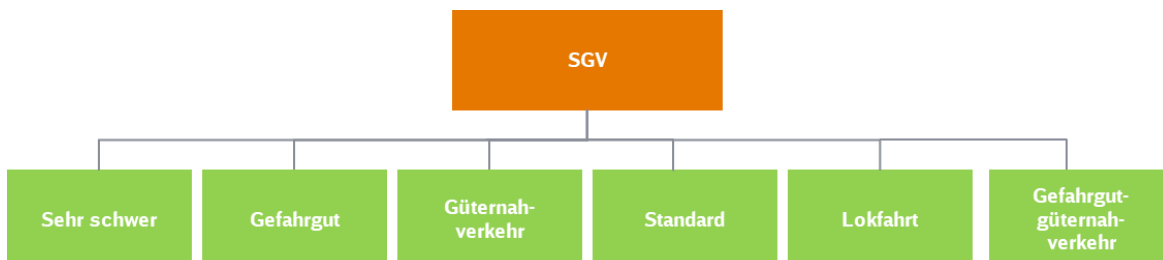 SGV
Sehr schwer
Gefahrgut
Güternah-
verkehr
Standard
Lokfahrt
Gefahrgut-
güternah-
verkehr